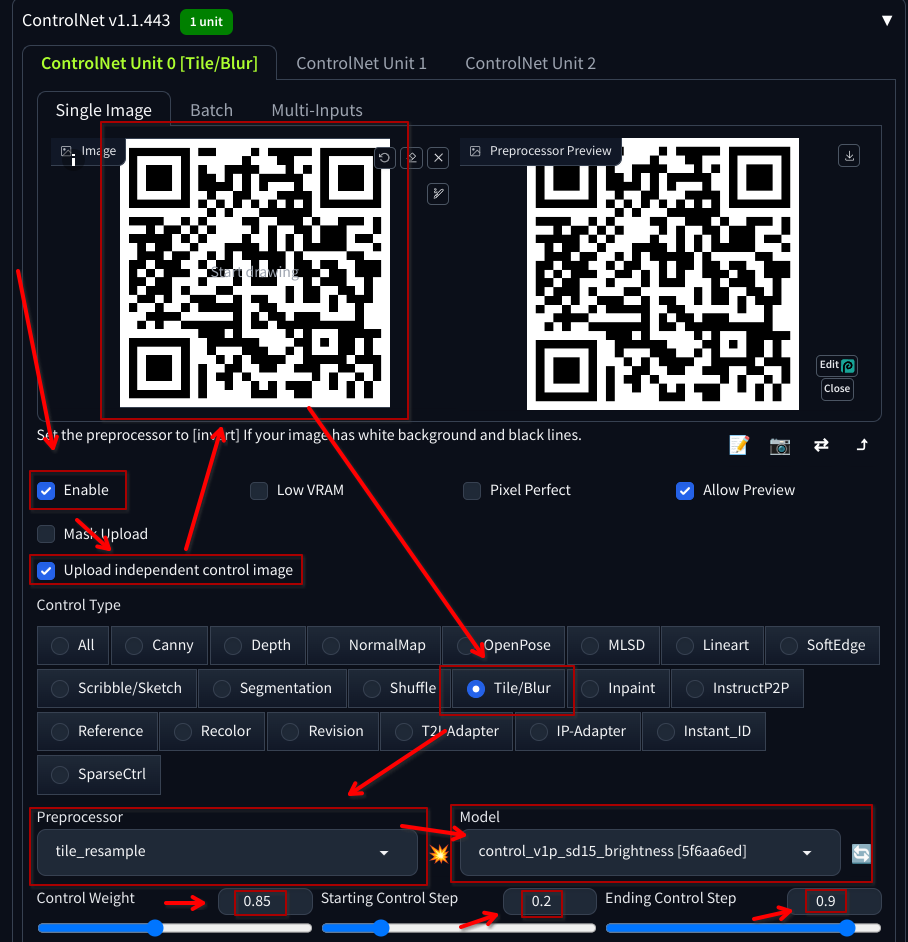 ControlNet v1.1.443 1 unit ▼
ControlNet Unit 0 [Tile/Blur] ControlNet Unit 1 ControlNet Unit 2
Single Image Batch Multi-Inputs
Image Preprocessor Preview
Start drawing
Edit
Close
Set the preprocessor to [invert] If your image has white background and black lines.
Enable Low VRAM Pixel Perfect Allow Preview
Mask Upload
Upload independent control image
Control Type
All Canny Depth NormalMap OpenPose MLSD Lineart SoftEdge
Scribble/Sketch Segmentation Shuffle Tile/Blur Inpaint InstructP2P
Reference Recolor Revision T2I-Adapter IP-Adapter Instant_ID
SparseCtrl
Preprocessor Model
tile_resample control_v1p_sd15_brightness [5f6aa6ed]
Control Weight 0.85 Starting Control Step 0.2 Ending Control Step 0.9